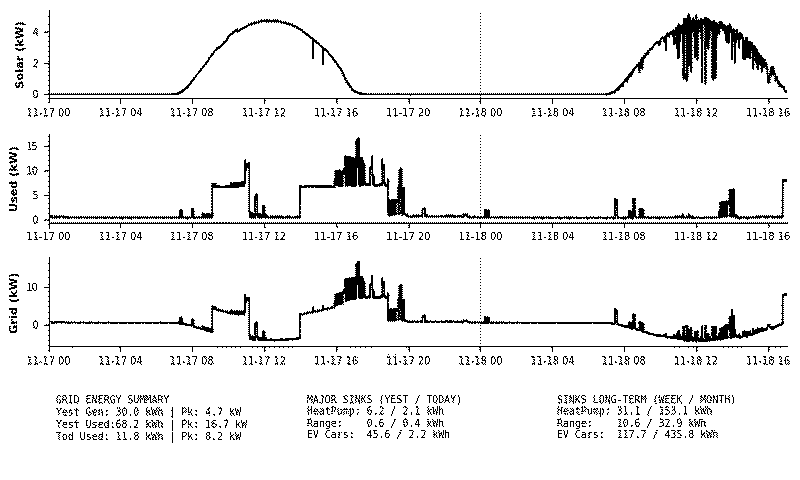 Solar (kW)
4
2
0
11-17 00 11-17 04 11-17 08 11-17 12 11-17 16 11-17 20 11-18 00 11-18 04 11-18 08 11-18 12 11-18 16
Used (kW)
15
10
5
0
11-17 00 11-17 04 11-17 08 11-17 12 11-17 16 11-17 20 11-18 00 11-18 04 11-18 08 11-18 12 11-18 16
Grid (kW)
10
0
11-17 00 11-17 04 11-17 08 11-17 12 11-17 16 11-17 20 11-18 00 11-18 04 11-18 08 11-18 12 11-18 16
GRID ENERGY SUMMARY
Yest Gen: 30.0 kWh | Pk: 4.7 kW
Yest Used:68.2 kWh | Pk: 16.7 kW
Tod Used: 11.8 kWh | Pk: 8.2 kW
MAJOR SINKS (YEST / TODAY)
HeatPump: 6.2 / 2.1 kWh
Range: 0.6 / 0.4 kWh
EV Cars: 45.6 / 2.2 kWh
SINKS LONG-TERM (WEEK / MONTH)
HeatPump: 31.1 / 153.1 kWh
Range: 10.6 / 32.9 kWh
EV Cars: 117.7 / 435.8 kWh